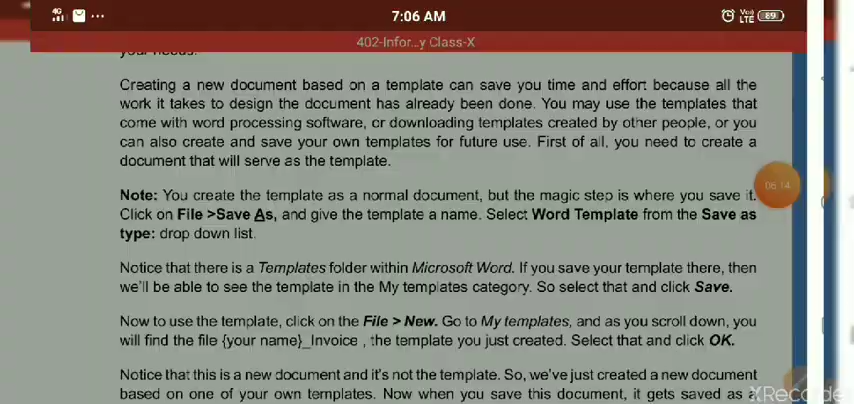 4G
7:06 AM
Vo)) LTE 89
402-Infor...y Class-X
your needs.
Creating a new document based on a template can save you time and effort because all the
work it takes to design the document has already been done. You may use the templates that
come with word processing software, or downloading templates created by other people, or you
can also create and save your own templates for future use. First of all, you need to create a
document that will serve as the template.
06:14
Note: You create the template as a normal document, but the magic step is where you save it.
Click on File >Save As, and give the template a name. Select Word Template from the Save as
type: drop down list.
Notice that there is a Templates folder within Microsoft Word. If you save your template there, then
we'll be able to see the template in the My templates category. So select that and click Save.
Now to use the template, click on the File > New. Go to My templates, and as you scroll down, you
will find the file {your name}_Invoice , the template you just created. Select that and click OK.
Notice that this is a new document and it's not the template. So, we've just created a new document
based on one of your own templates. Now when you save this document, it gets saved as a
XRecorder